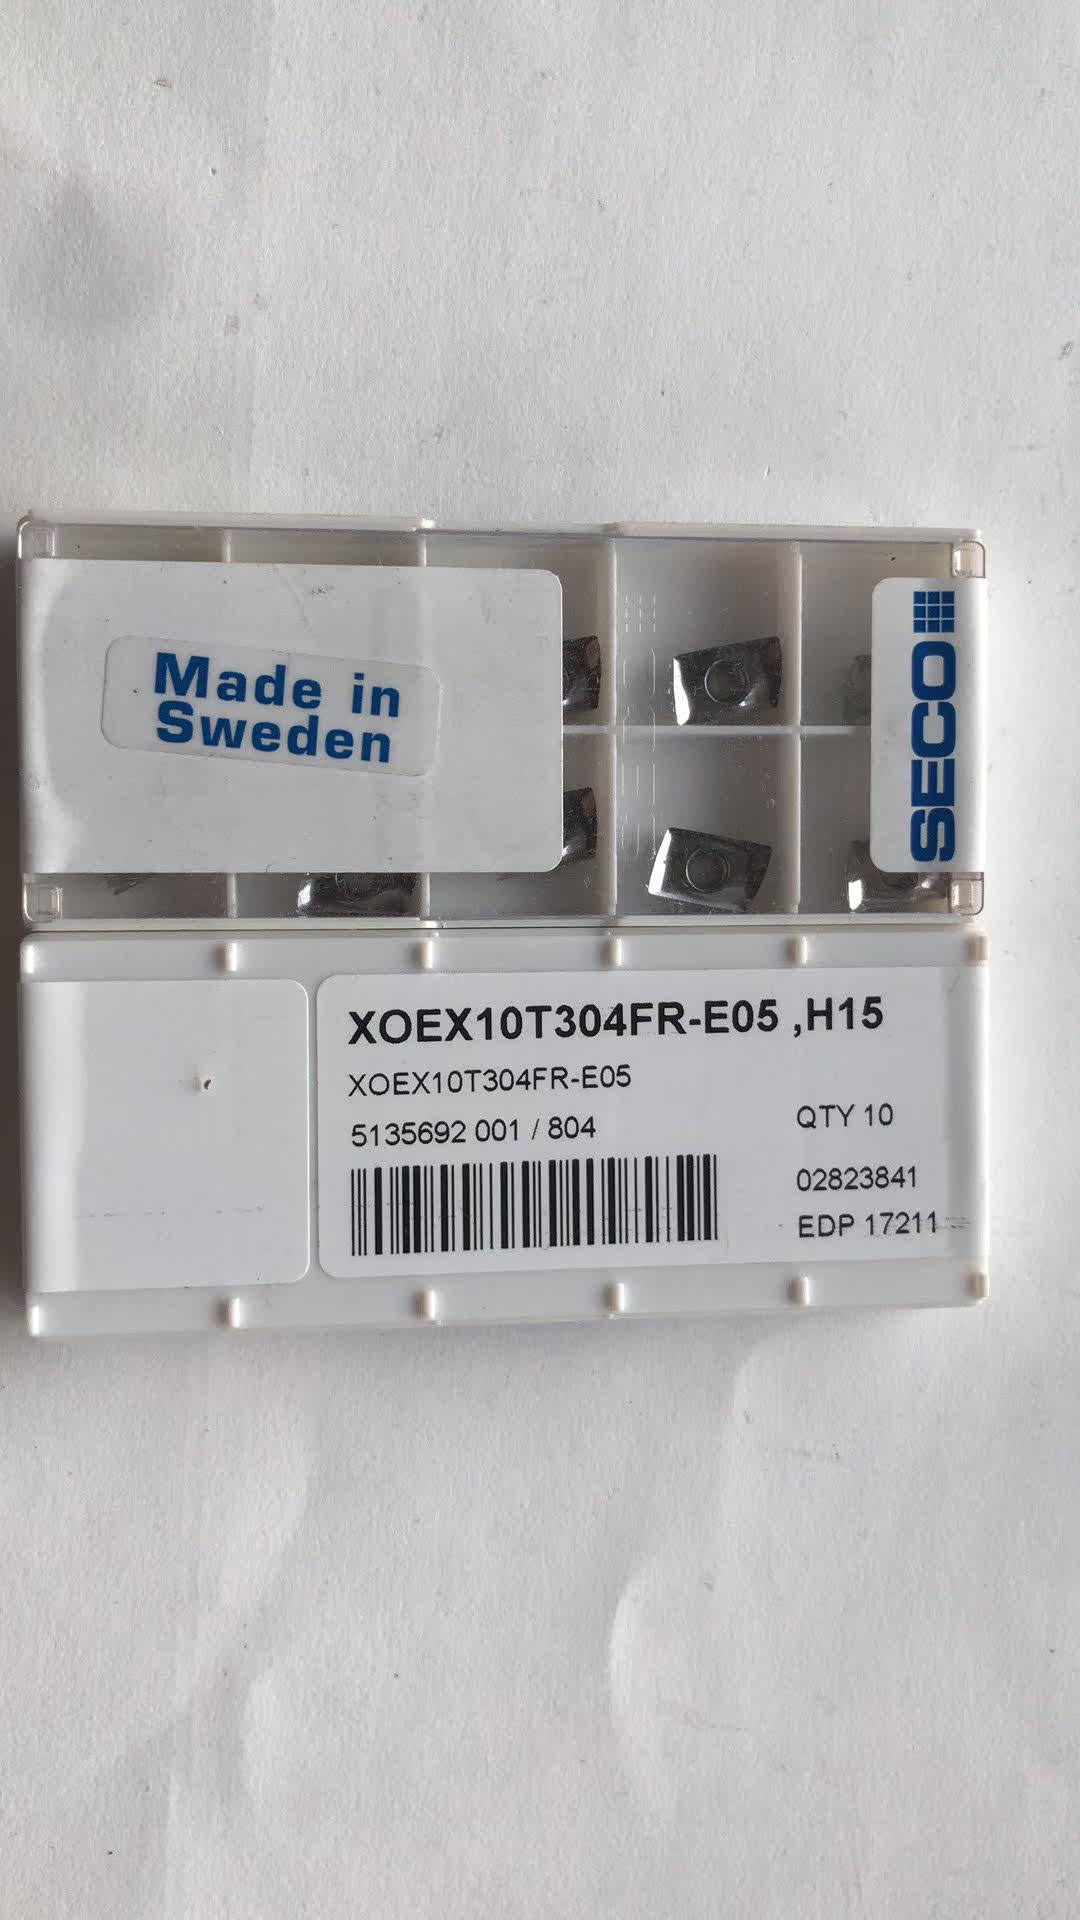 Made in
Sweden
SECO
XOEX10T304FR-E05 ,H15
XOEX10T304FR-E05
5135692 001 / 804
QTY 10
02823841
EDP 17211